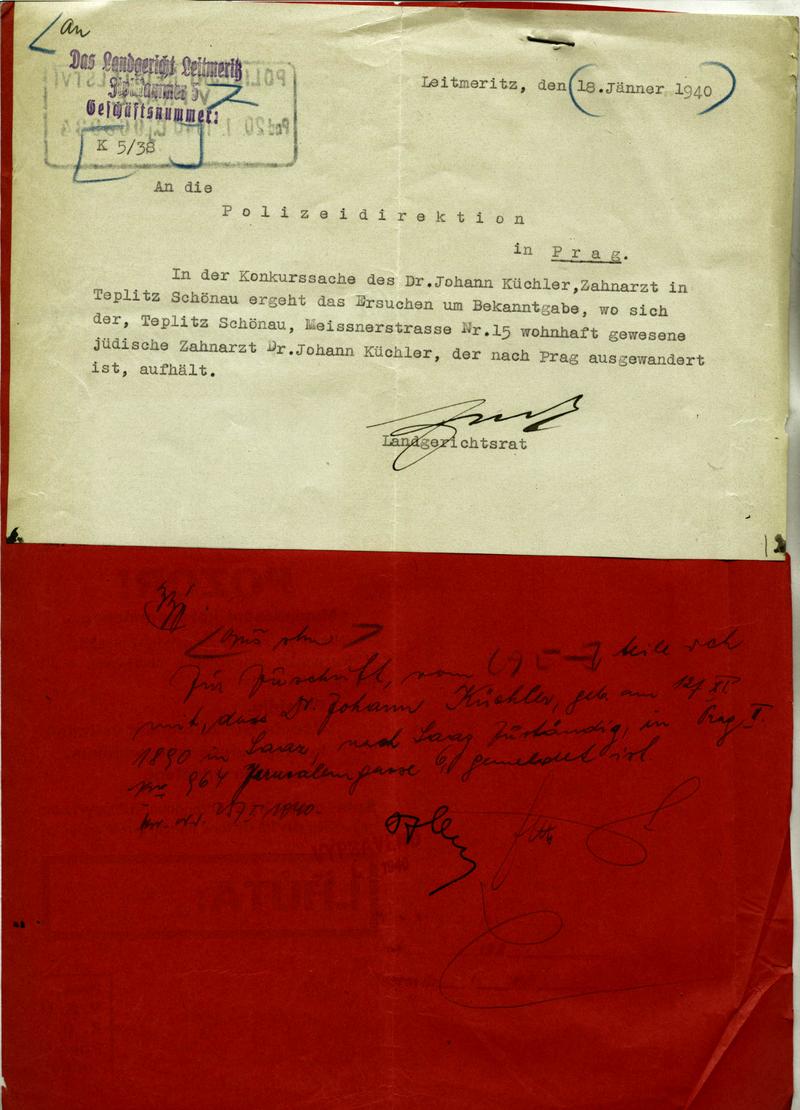 An
Das Landgericht Leitmeritz
Geschäftsnummer:
K 5/38
Leitmeritz, den 18.Jänner 1940
An die
Polizeidirektion
in Prag.
In der Konkurssache des Dr.Johann Küchler,Zahnarzt in
Teplitz Schönau ergeht das Ersuchen um Bekanntgabe, wo sich
der, Teplitz Schönau, Meissnerstrasse Nr.15 wohnhaft gewesene
jüdische Zahnarzt Dr.Johann Küchler, der nach Prag ausgewandert
ist, aufhält.
Landgerichtsrat
Zur Zuschrift, vom teile ich
mit, dass Dr. Johann Küchler, geb am
1890 in Saaz, nach Saaz zuständig, in Prag II.
964 Jerusalemgasse 6, gemeldet ist.
1940.